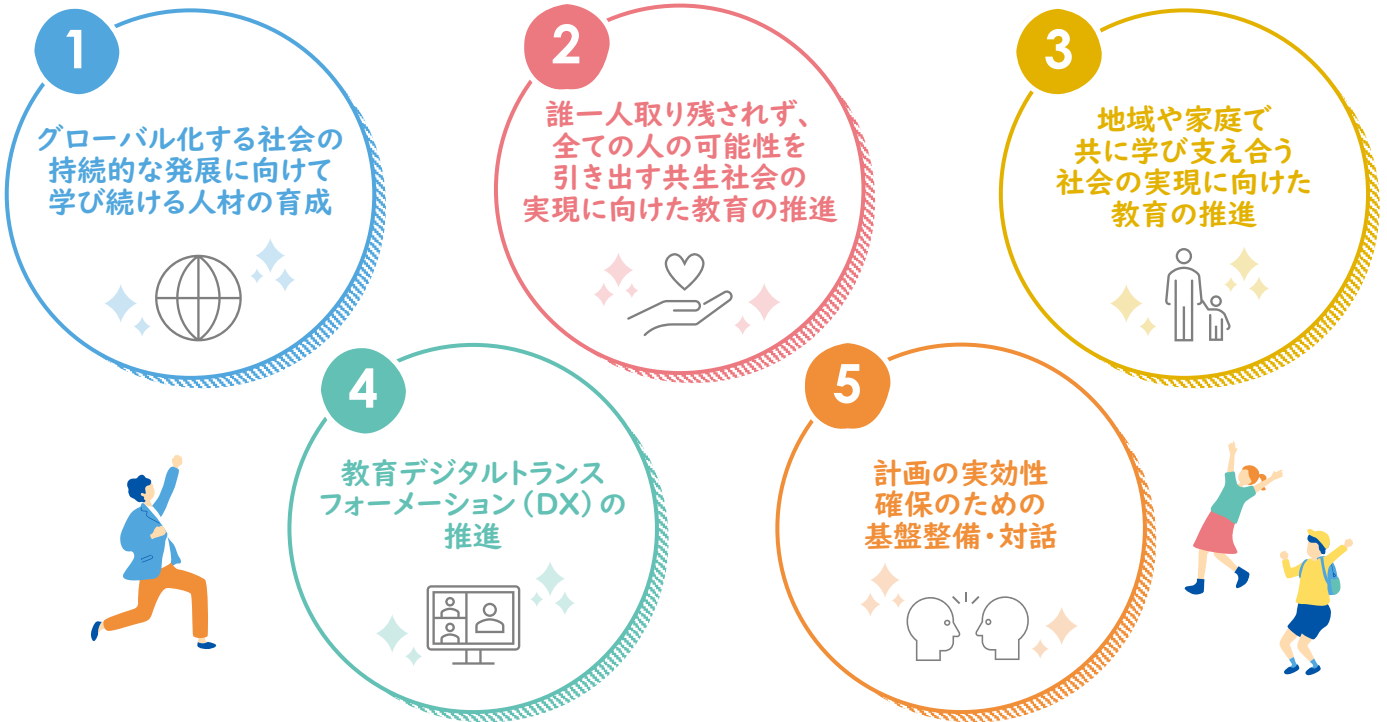 1
グローバル化する社会の
持続的な発展に向けて
学び続ける人材の育成
2
誰一人取り残されず、
全ての人の可能性を
引き出す共生社会の
実現に向けた教育の推進
3
地域や家庭で
共に学び支え合う
社会の実現に向けた
教育の推進
4
教育デジタルトランス
フォーメーション(DX)の
推進
5
計画の実効性
確保のための
基盤整備・対話